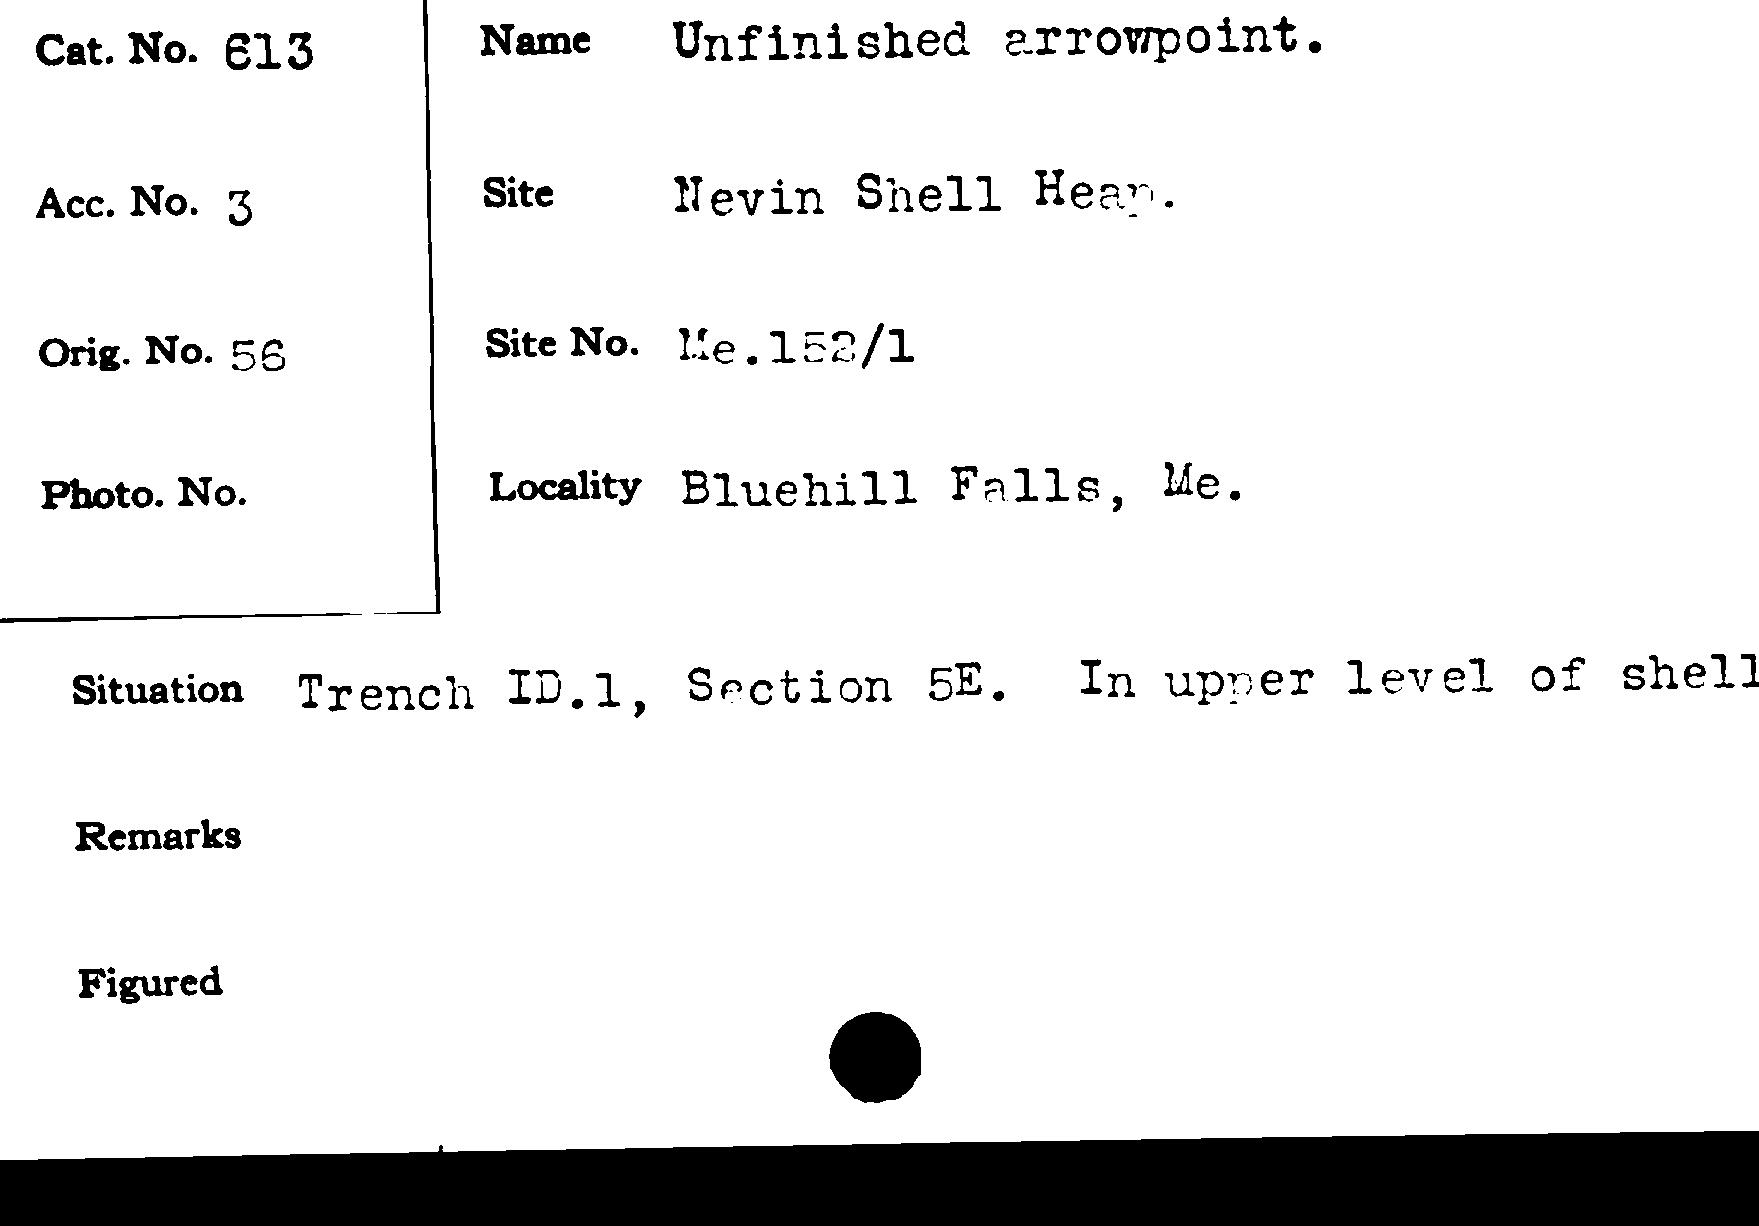 Cat. No. 613
Name Unfinished arrowpoint.
Acc. No. 3
Site Nevin Shell Heap.
Orig. No. 56
Site No. Me.152/1
Photo. No.
Locality Bluehill Falls, Me.
Situation Trench ID.1, Section 5E. In upper level of shell
Remarks
Figured